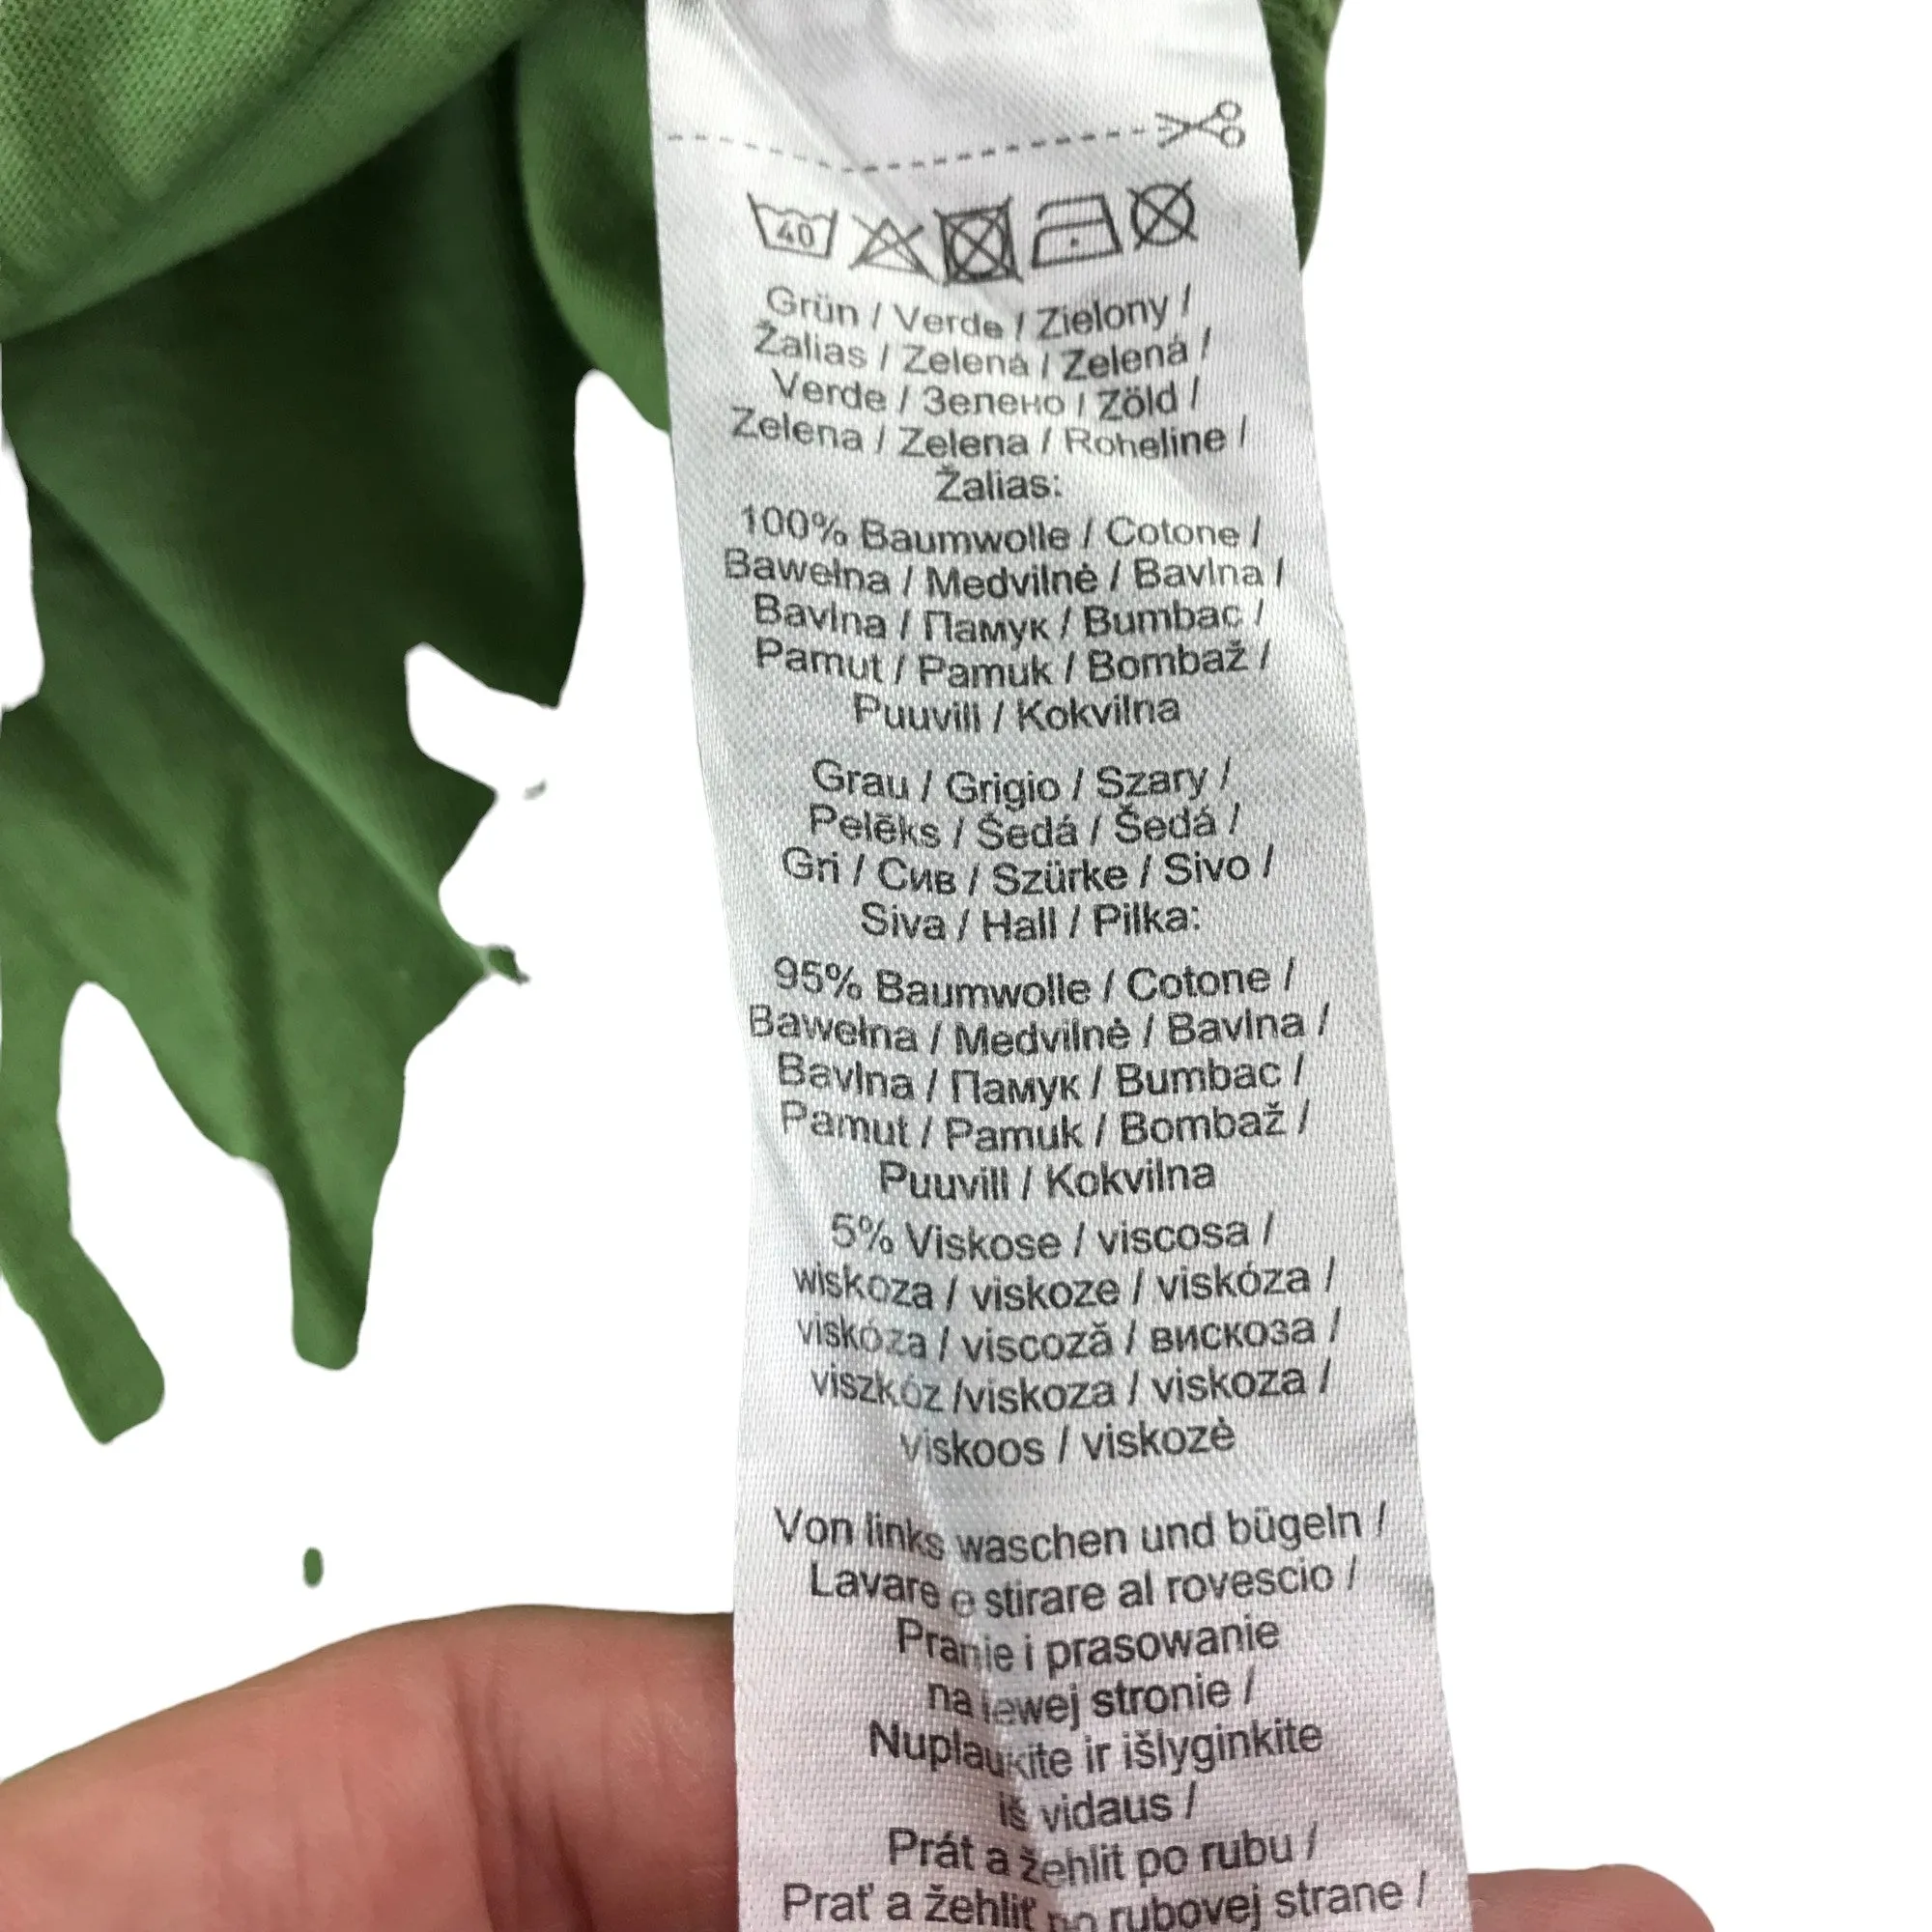 40
Grün / Verde / Zielony /
Žalias / Zelená / Zelená /
Verde / Зелено / Zöld /
Zelena / Zelena / Roheline /
Žalias:
100% Baumwolle / Cotone /
Bawełna / Medvilnė / Bavlna /
Bavlna / Памук / Bumbac /
Pamut / Pamuk / Bombaž /
Puuvill / Kokvilna
Grau / Grigio / Szary /
Pelēks / Šedá / Šedá /
Gri / Сив / Szürke / Sivo /
Siva / Hall / Pilka:
95% Baumwolle / Cotone /
Bawełna / Medvilnė / Bavlna /
Bavlna / Памук / Bumbac /
Pamut / Pamuk / Bombaž /
Puuvill / Kokvilna
5% Viskose / viscosa /
wiskoza / viskoze / viskóza /
viskóza / viscoză / вискоза /
viszkóz /viskoza / viskoza /
viskoos / viskozė
Von links waschen und bügeln /
Lavare e stirare al rovescio /
Pranie i prasowanie
na lewej stronie /
Nuplaukite ir išlyginkite
iš vidaus /
Prát a žehlit po rubu /
Prať a žehliť po rubovej strane /